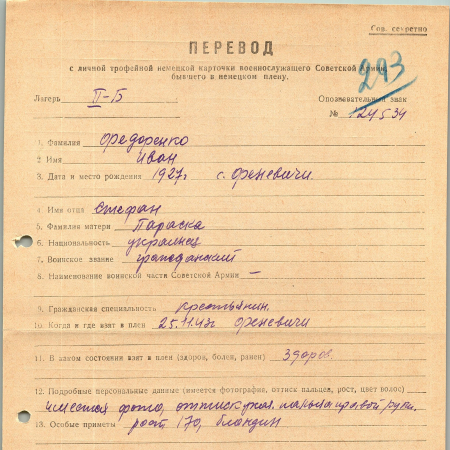 Сов. секретно
ПЕРЕВОД
с личной трофейной немецкой карточки военнослужащего Советской Армии,
бывшего в немецком плену.
293
Лагерь II-Б Опознавательный знак
№ 124534
1. Фамилия Федоренко
2. Имя Иван
3. Дата и место рождения 1927г с. Френевичи
4. Имя отца Стефан
5. Фамилия матери Параска
6. Национальность украинец
7. Воинское звание гражданский
8. Наименование воинской части Советской Армии —
9. Гражданская специальность крестьянин.
10. Когда и где взят в плен 25.11.43г Френевичи
11. В каком состоянии взят в плен (здоров, болен, ранен) здоров.
12. Подробные персональные данные (имеется фотография, оттиск пальца, рост, цвет волос)
имеется фото, оттиск указ. пальца правой руки.
13. Особые приметы рост 170, блондин